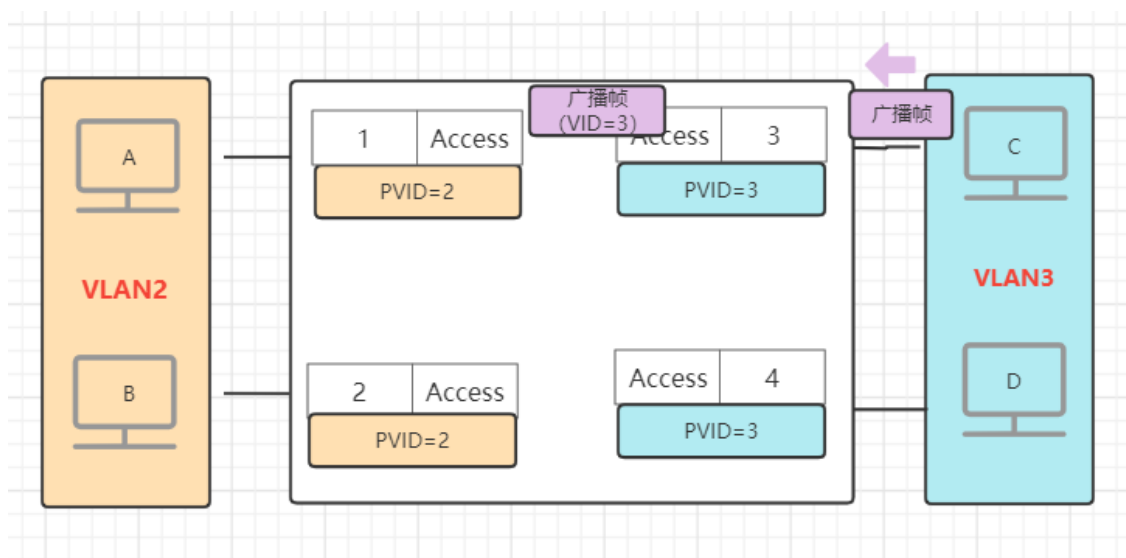 广播帧
(VID=3)
广播帧
1 Access
Access 3
A
C
PVID=2
PVID=3
VLAN2
VLAN3
2 Access
Access 4
B
D
PVID=2
PVID=3